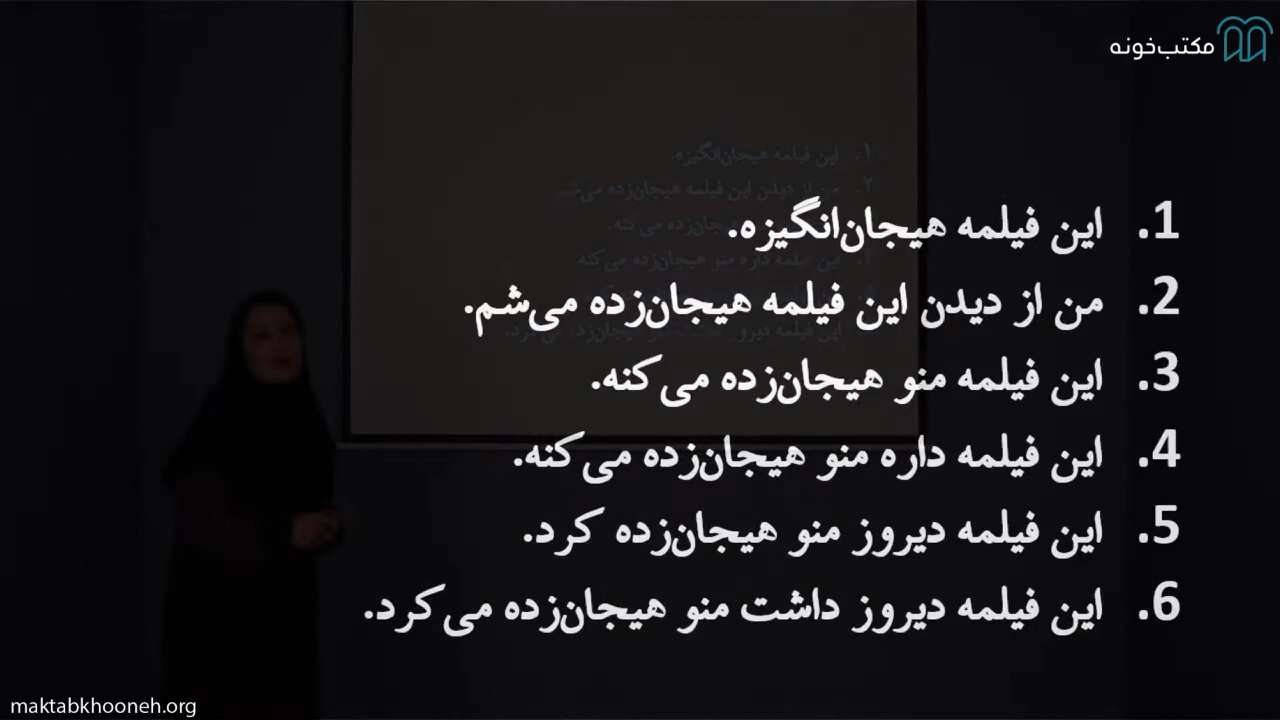 مکتب‌خونه
1. این فیلمه هیجان‌انگیزه.
2. من از دیدن این فیلمه هیجان‌زده می‌شم.
3. این فیلمه منو هیجان‌زده می‌کنه.
4. این فیلمه داره منو هیجان‌زده می‌کنه.
5. این فیلمه دیروز منو هیجان‌زده کرد.
6. این فیلمه دیروز داشت منو هیجان‌زده می‌کرد.
maktabkhooneh.org